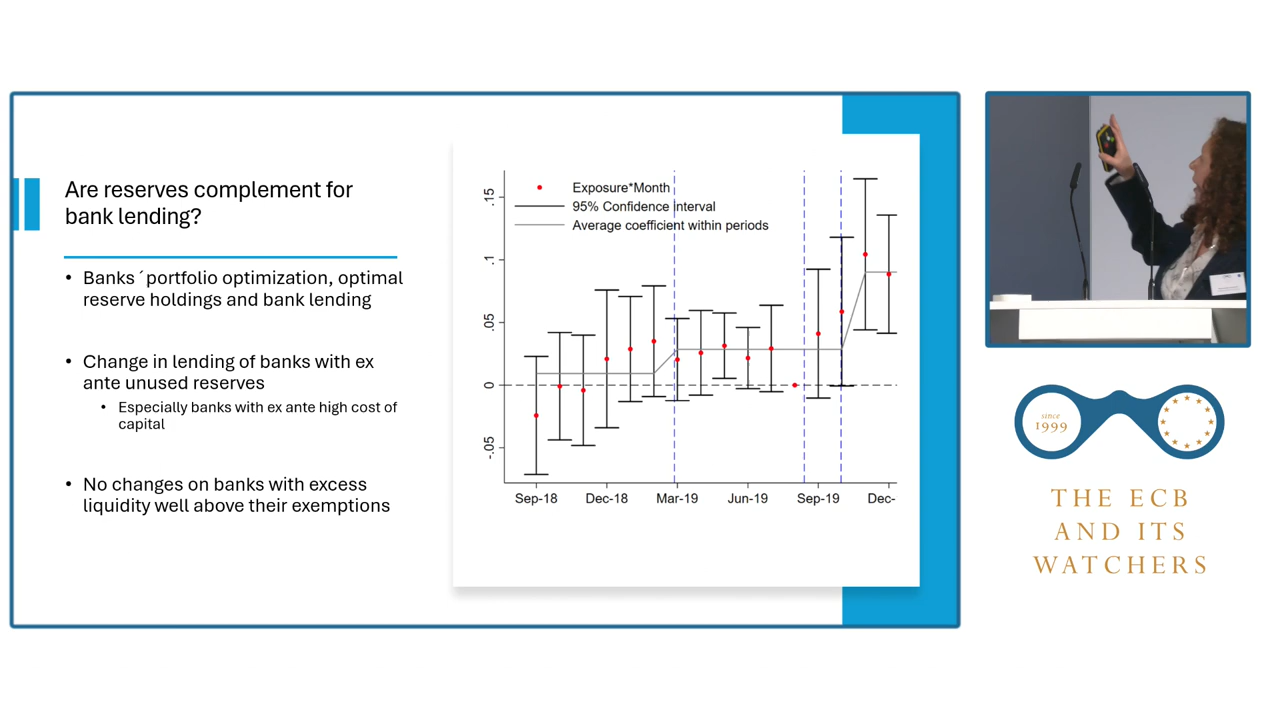 Are reserves complement for
bank lending?
• Banks´portfolio optimization, optimal
reserve holdings and bank lending
• Change in lending of banks with ex
ante unused reserves
• Especially banks with ex ante high cost of
capital
• No changes on banks with excess
liquidity well above their exemptions
Exposure*Month
95% Confidence interval
Average coefficient within periods
.15
.1
.05
0
-.05
Sep-18 Dec-18 Mar-19 Jun-19 Sep-19 Dec-
since
1999
THE ECB
AND ITS
WATCHERS